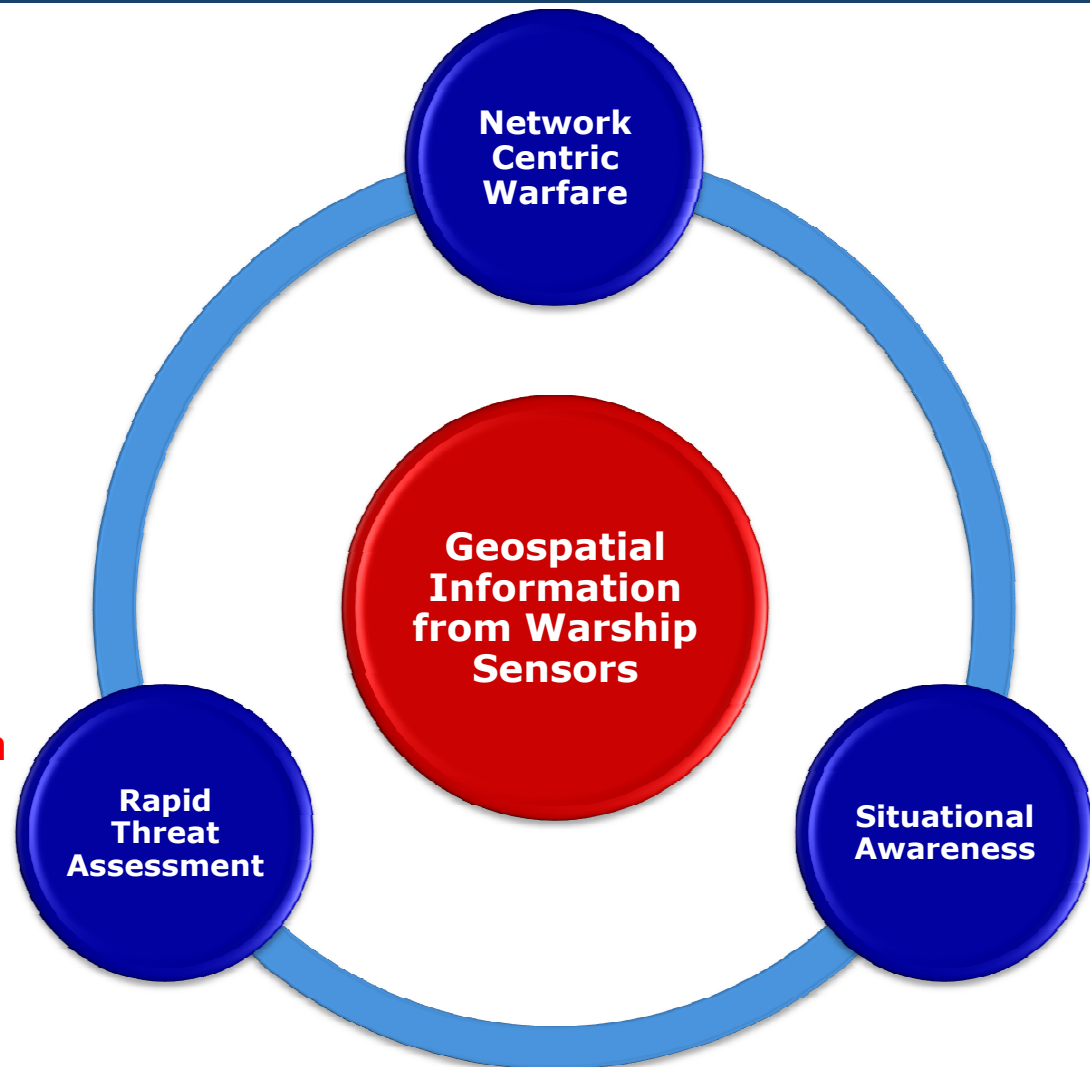 Network
Centric
Warfare
Geospatial
Information
from Warship
Sensors
Rapid
Threat
Assessment
Situational
Awareness